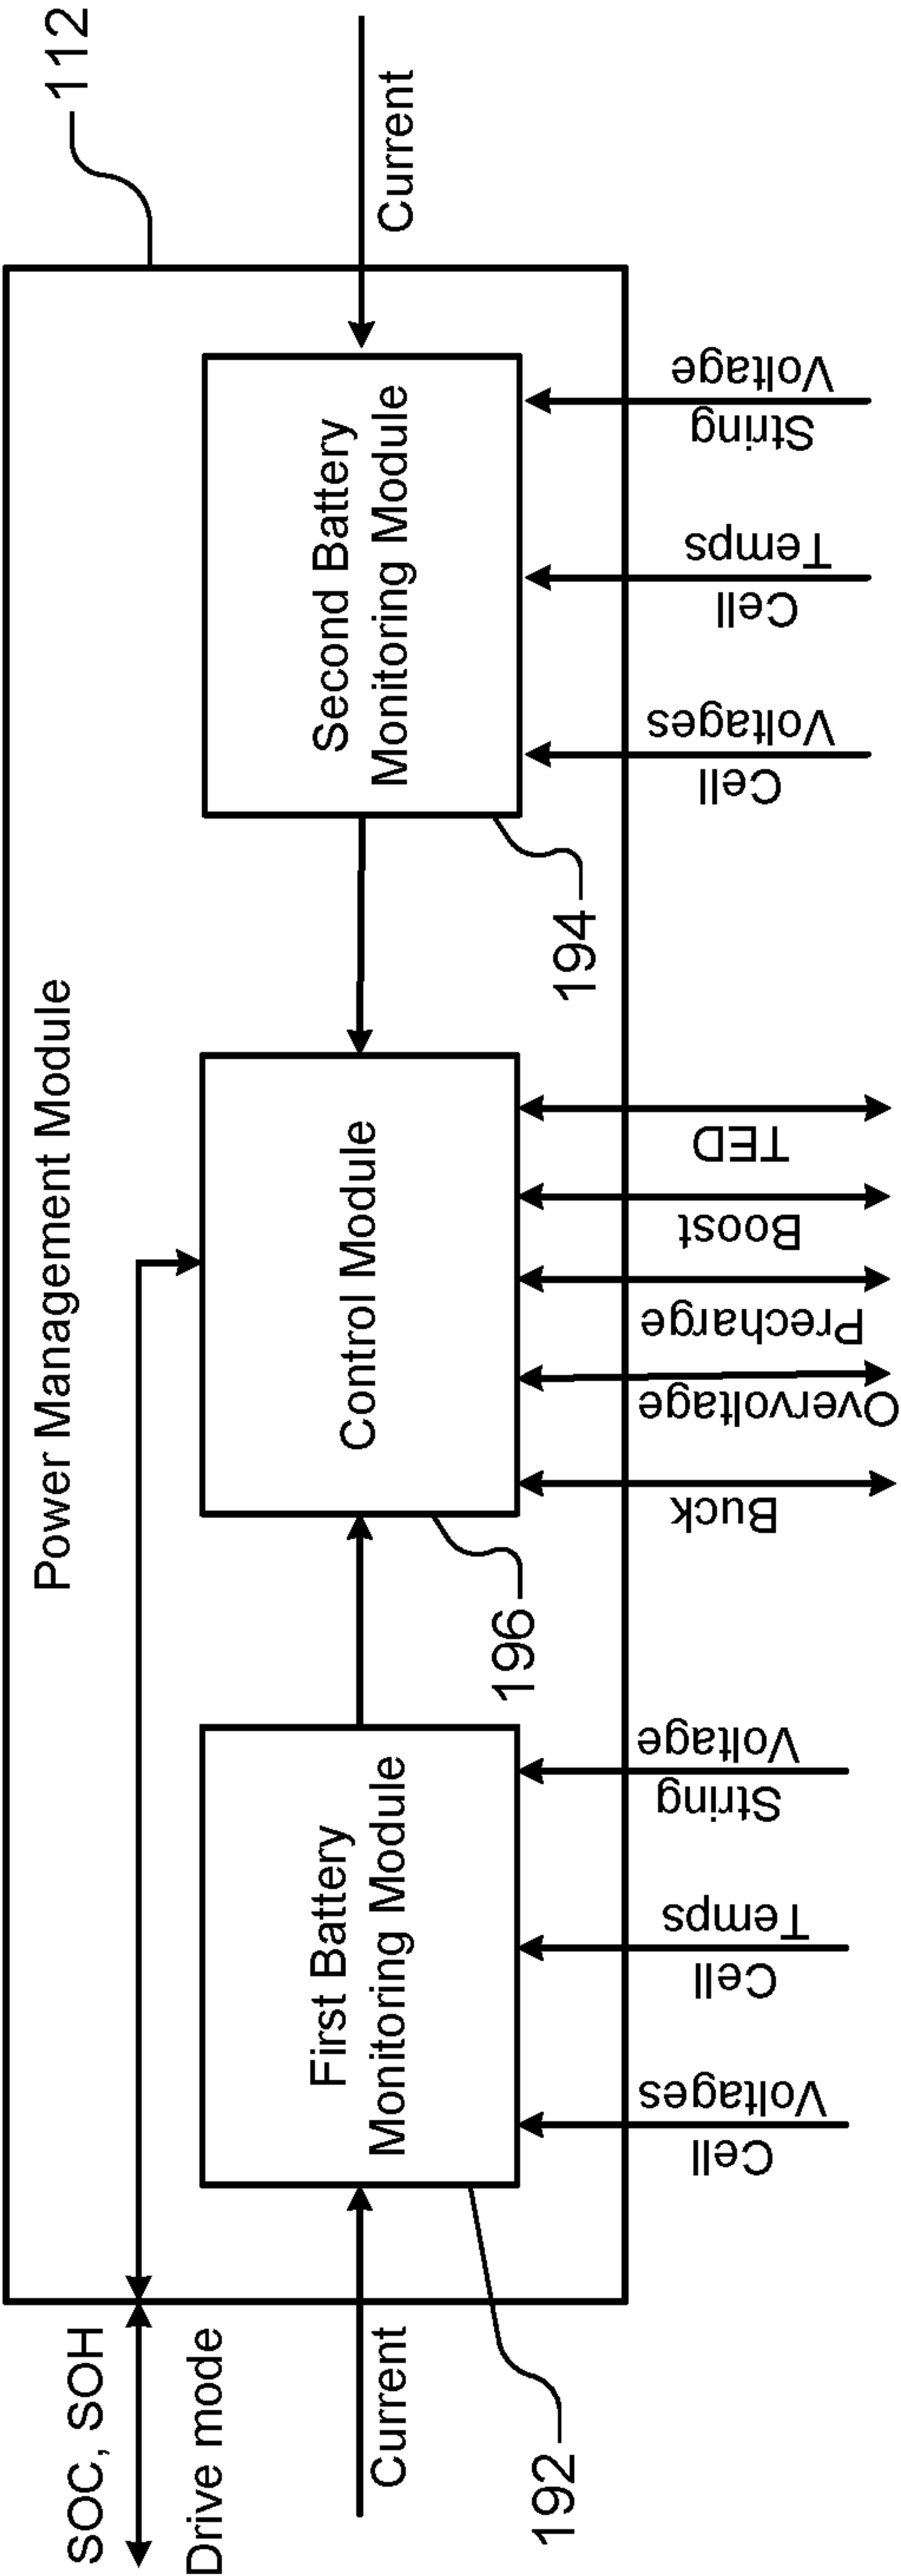 112
Power Management Module
SOC, SOH
Drive mode
Current
First Battery
Monitoring Module
192
Control Module
196
Second Battery
Monitoring Module
194
Current
Cell
Voltages
Cell
Temps
String
Voltage
Buck
Overvoltage
Precharge
Boost
TED
Cell
Voltages
Cell
Temps
String
Voltage